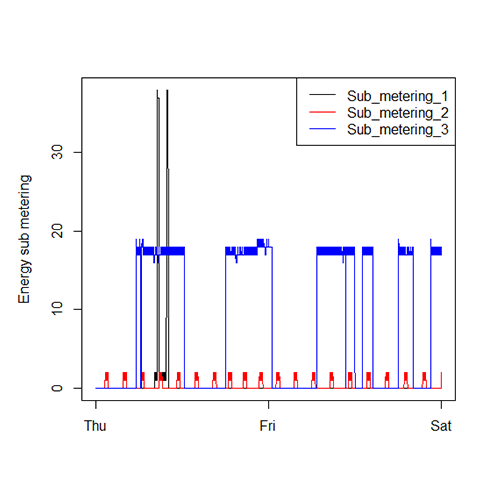 Sub_metering_1
Sub_metering_2
Sub_metering_3
Energy sub metering
30
20
10
0
Thu Fri Sat